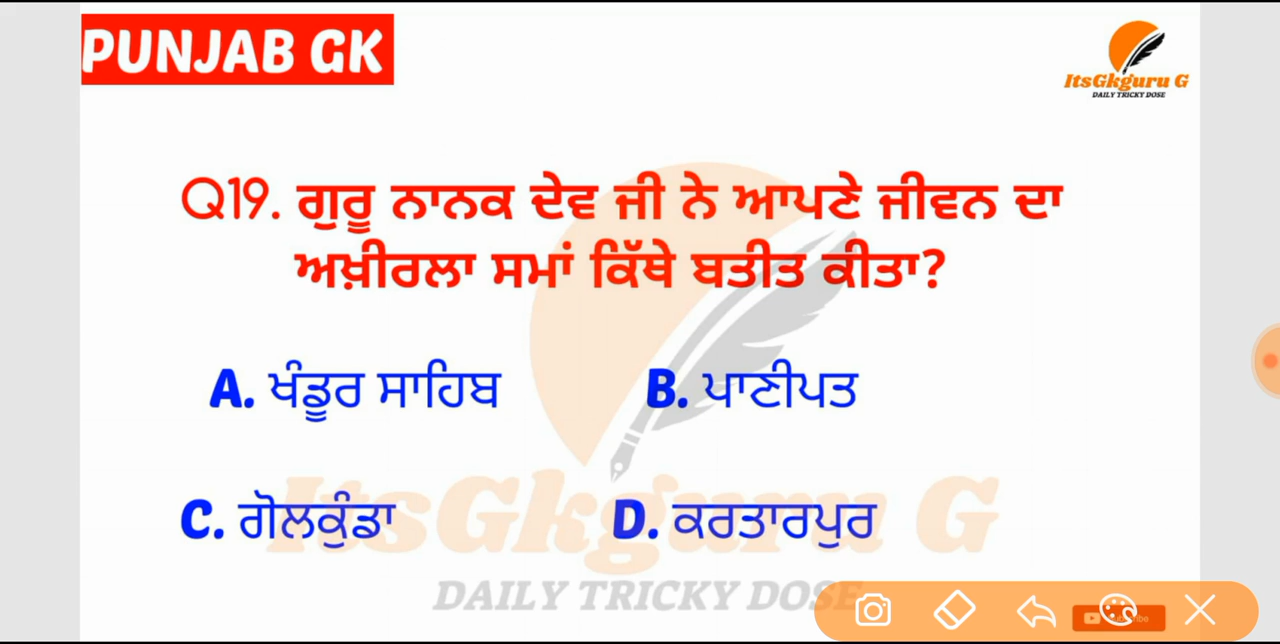 PUNJAB GK
ItsGkguru G
DAILY TRICKY DOSE
Q19. ਗੁਰੂ ਨਾਨਕ ਦੇਵ ਜੀ ਨੇ ਆਪਣੇ ਜੀਵਨ ਦਾ
ਅਖ਼ੀਰਲਾ ਸਮਾਂ ਕਿੱਥੇ ਬਤੀਤ ਕੀਤਾ?
A. ਖੰਡੂਰ ਸਾਹਿਬ B. ਪਾਣੀਪਤ
C. ਗੋਲਕੁੰਡਾ D. ਕਰਤਾਰਪੁਰ
ItsGkguru G
DAILY TRICKY DOSE